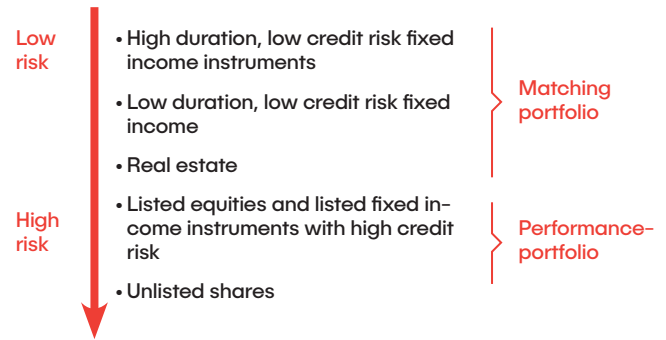 Low
risk
• High duration, low credit risk fixed
income instruments
• Low duration, low credit risk fixed
income
• Real estate
Matching
portfolio
High
risk
• Listed equities and listed fixed in-
come instruments with high credit
risk
• Unlisted shares
Performance-
portfolio